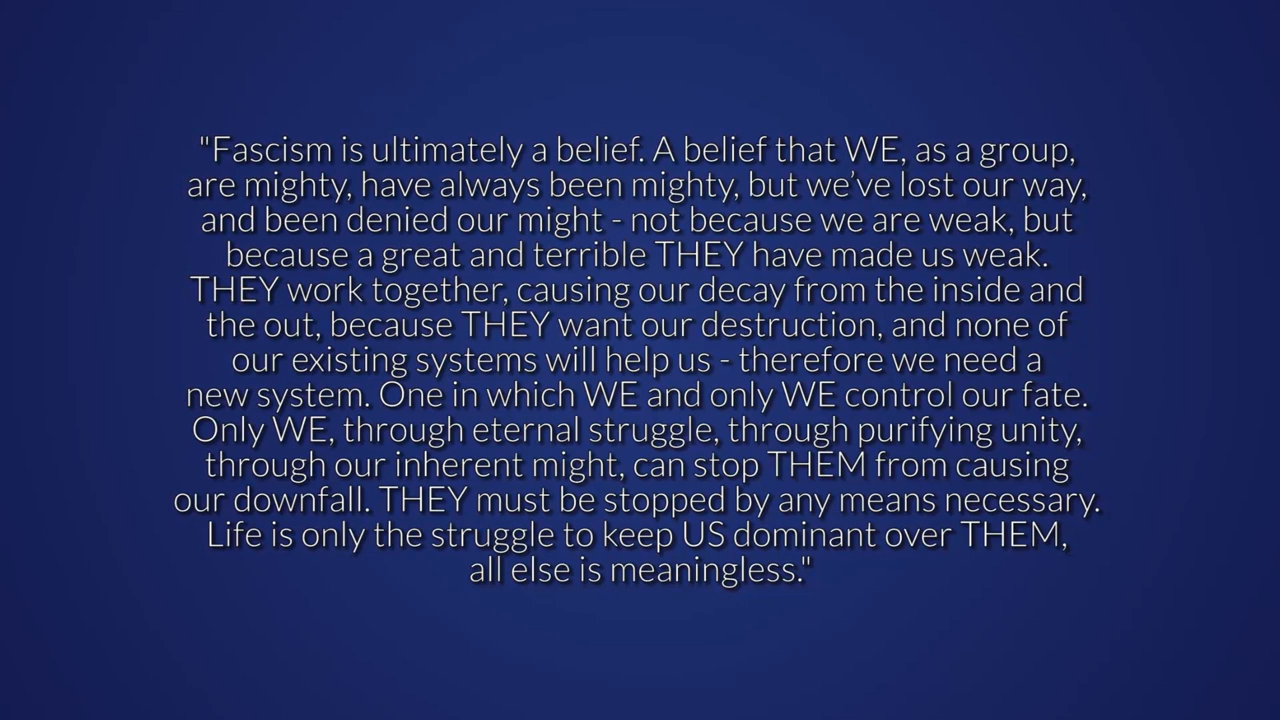 "Fascism is ultimately a belief. A belief that WE, as a group,
are mighty, have always been mighty, but we’ve lost our way,
and been denied our might - not because we are weak, but
because a great and terrible THEY have made us weak.
THEY work together, causing our decay from the inside and
the out, because THEY want our destruction, and none of
our existing systems will help us - therefore we need a
new system. One in which WE and only WE control our fate.
Only WE, through eternal struggle, through purifying unity,
through our inherent might, can stop THEM from causing
our downfall. THEY must be stopped by any means necessary.
Life is only the struggle to keep US dominant over THEM,
all else is meaningless."